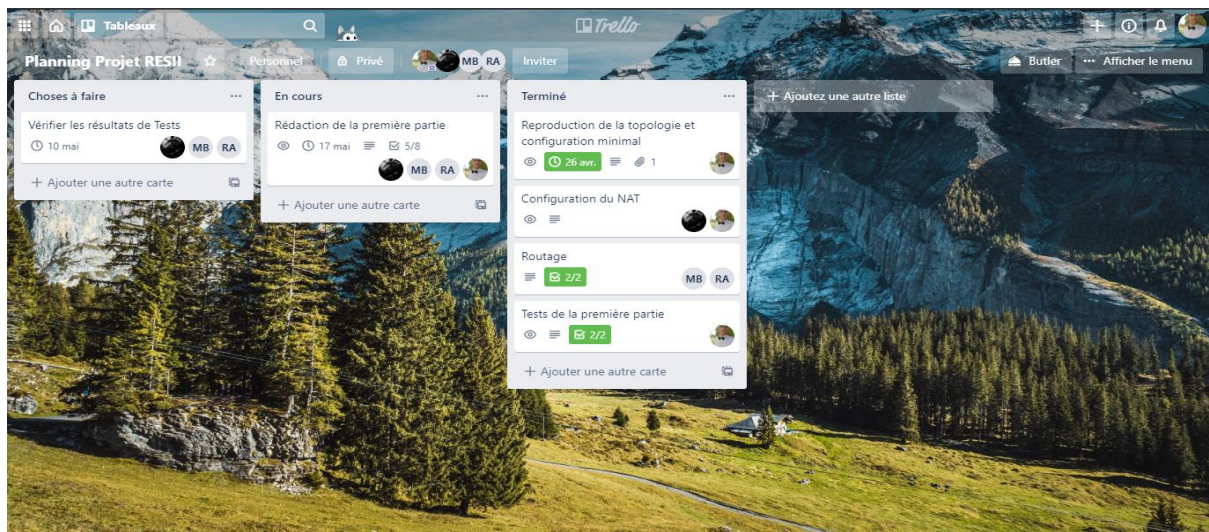 Tableaux
Trello
Planning Projet RESII
Personnel
Privé
MB RA
Inviter
Butler
··· Afficher le menu
Choses à faire ···
Vérifier les résultats de Tests
10 mai
MB RA
+ Ajouter une autre carte
En cours ···
Rédaction de la première partie
17 mai 5/8
MB RA
+ Ajouter une autre carte
Terminé ···
Reproduction de la topologie et
configuration minimal
26 avr. 1
Configuration du NAT
Routage
2/2 MB RA
Tests de la première partie
2/2
+ Ajouter une autre carte
+ Ajoutez une autre liste